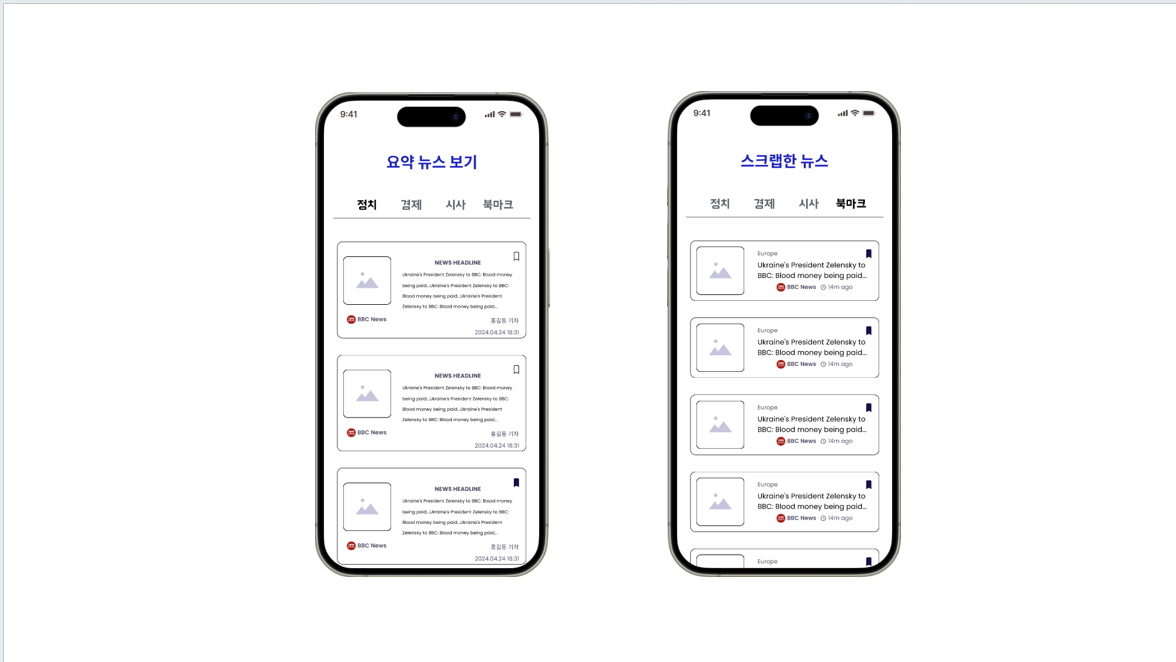 9:41
요약 뉴스 보기
정치 경제 시사 북마크
NEWS HEADLINE
Ukraine's President Zelensky to BBC: Blood money
being paid...Ukraine's President Zelensky to BBC:
Blood money being paid...Ukraine's President
Zelensky to BBC: Blood money being paid...
BBC News
홍길동 기자
2024.04.24 18:31
NEWS HEADLINE
Ukraine's President Zelensky to BBC: Blood money
being paid...Ukraine's President Zelensky to BBC:
Blood money being paid...Ukraine's President
Zelensky to BBC: Blood money being paid...
BBC News
홍길동 기자
2024.04.24 18:31
NEWS HEADLINE
Ukraine's President Zelensky to BBC: Blood money
being paid...Ukraine's President Zelensky to BBC:
Blood money being paid...Ukraine's President
Zelensky to BBC: Blood money being paid...
BBC News
홍길동 기자
2024.04.24 18:31
9:41
스크랩한 뉴스
정치 경제 시사 북마크
Europe
Ukraine's President Zelensky to
BBC: Blood money being paid...
BBC News 14m ago
Europe
Ukraine's President Zelensky to
BBC: Blood money being paid...
BBC News 14m ago
Europe
Ukraine's President Zelensky to
BBC: Blood money being paid...
BBC News 14m ago
Europe
Ukraine's President Zelensky to
BBC: Blood money being paid...
BBC News 14m ago
Europe